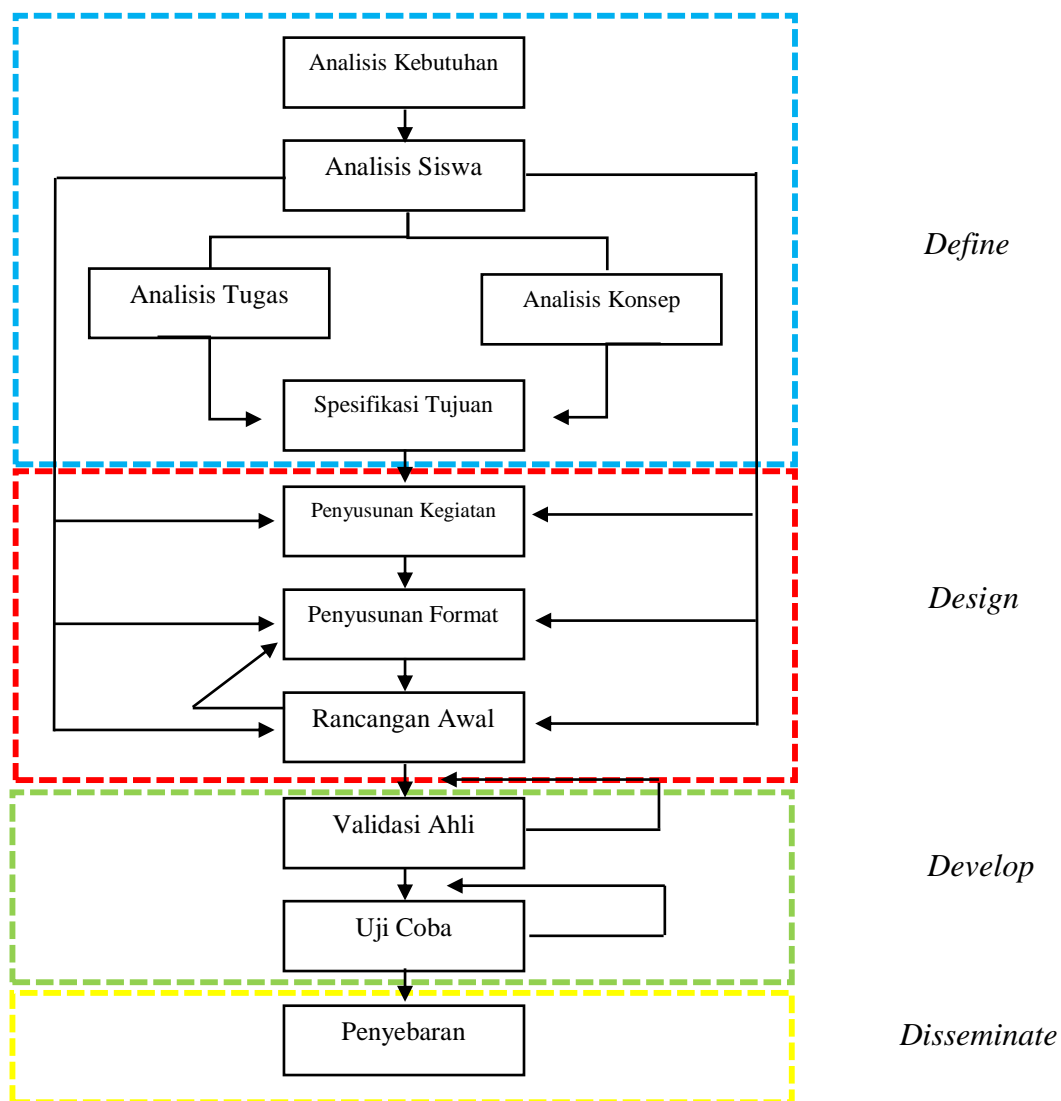 Analisis Kebutuhan
Analisis Siswa
Define
Analisis Tugas
Analisis Konsep
Spesifikasi Tujuan
Penyusunan Kegiatan
Design
Penyusunan Format
Rancangan Awal
Validasi Ahli
Develop
Uji Coba
Penyebaran
Disseminate